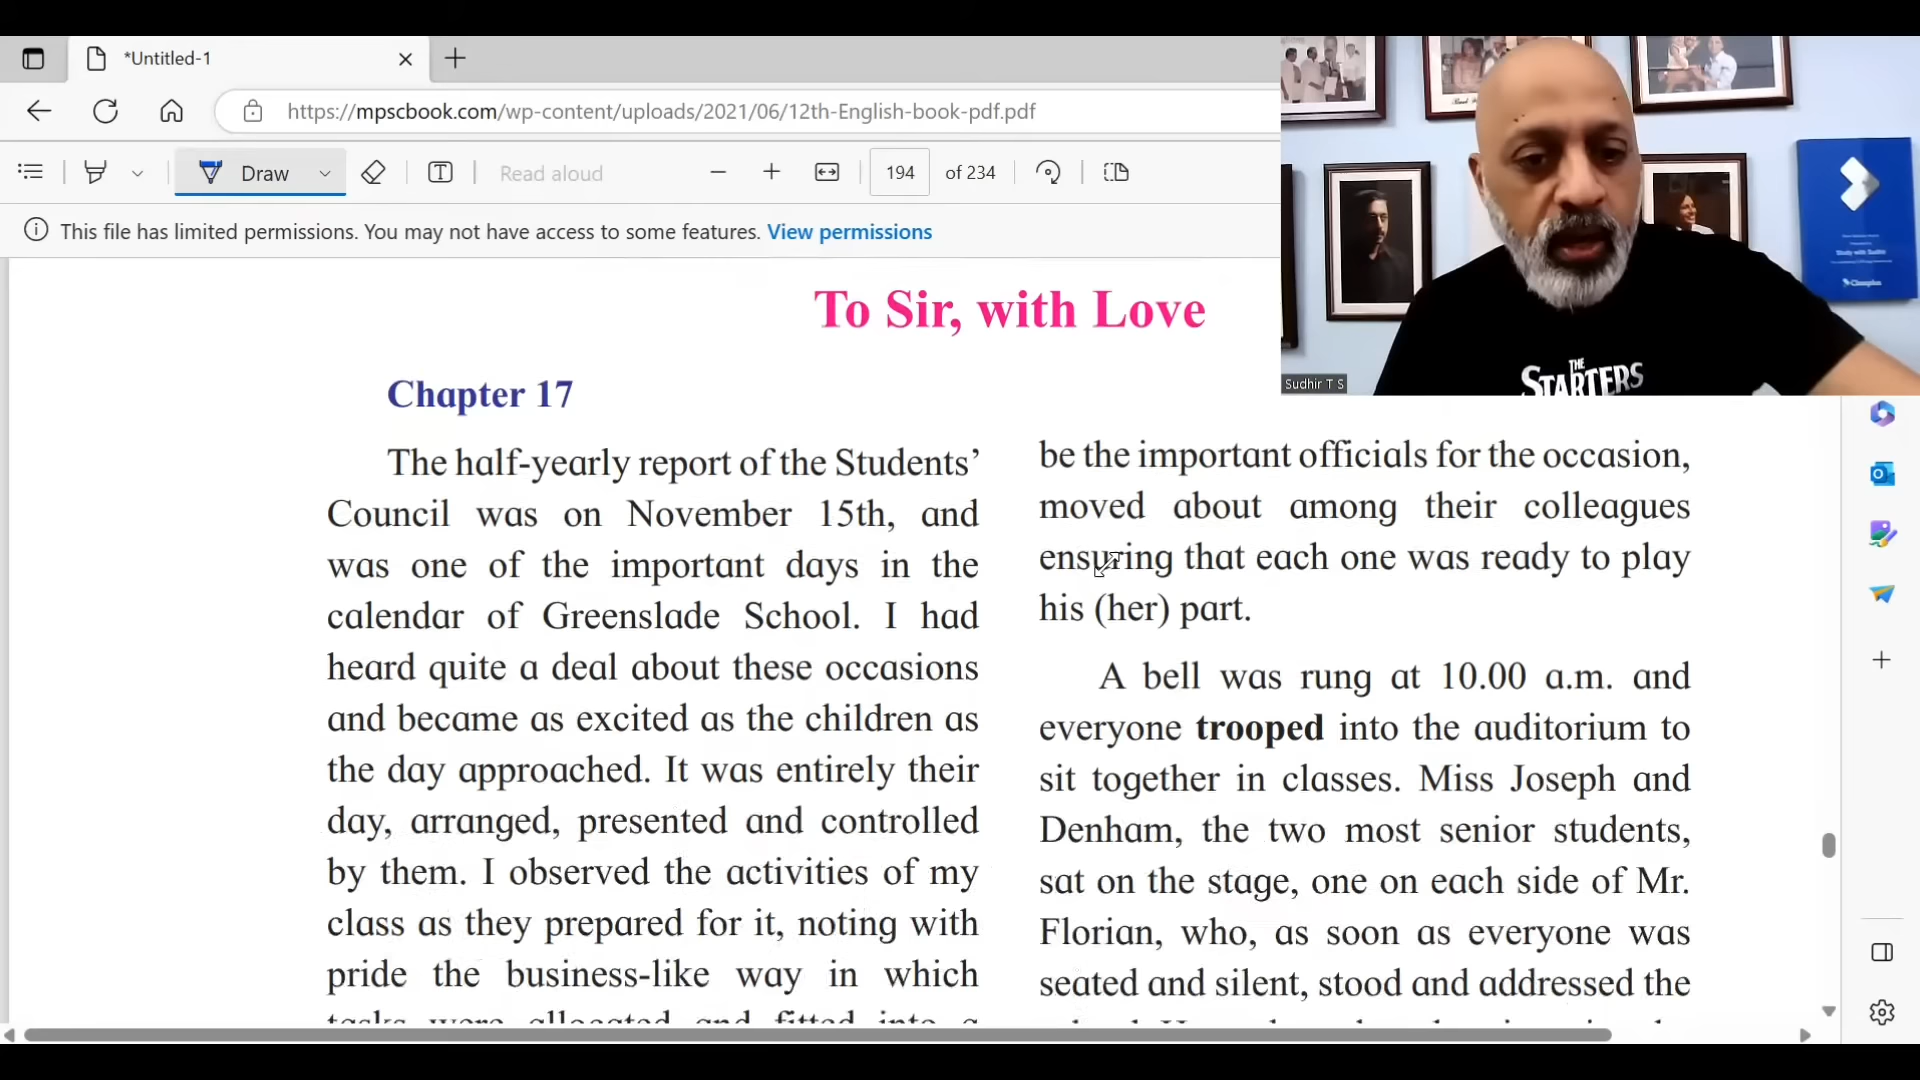 *Untitled-1
https://mpscbook.com/wp-content/uploads/2021/06/12th-English-book-pdf.pdf
Draw
Read aloud
194
of 234
This file has limited permissions. You may not have access to some features. View permissions
To Sir, with Love
Chapter 17
The half-yearly report of the Students’
Council was on November 15th, and
was one of the important days in the
calendar of Greenslade School. I had
heard quite a deal about these occasions
and became as excited as the children as
the day approached. It was entirely their
day, arranged, presented and controlled
by them. I observed the activities of my
class as they prepared for it, noting with
pride the business-like way in which
tasks were allocated and fitted into a
be the important officials for the occasion,
moved about among their colleagues
ensuring that each one was ready to play
his (her) part.
A bell was rung at 10.00 a.m. and
everyone trooped into the auditorium to
sit together in classes. Miss Joseph and
Denham, the two most senior students,
sat on the stage, one on each side of Mr.
Florian, who, as soon as everyone was
seated and silent, stood and addressed the
THE
STARTERS
Sudhir T S
Study with Sudhir